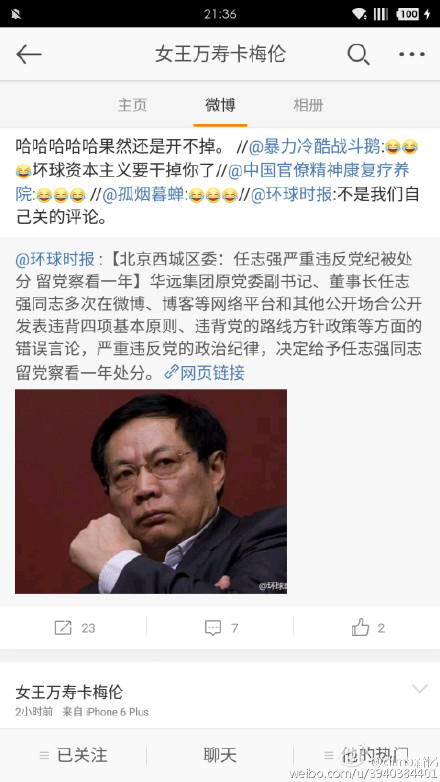 21:36
100
女王万寿卡梅伦
主页 微博 相册
哈哈哈哈哈果然还是开不掉。 //@暴力冷酷战斗鹅:😂😂
😂坏球资本主义要干掉你了//@中国官僚精神康复疗养
院:😂😂😂 //@孤烟暮蝉:😂😂😂//@环球时报:不是我们自
己关的评论。
@环球时报:【北京西城区委：任志强严重违反党纪被处
分 留党察看一年】华远集团原党委副书记、董事长任志
强同志多次在微博、博客等网络平台和其他公开场合公开
发表违背四项基本原则、违背党的路线方针政策等方面的
错误言论，严重违反党的政治纪律，决定给予任志强同志
留党察看一年处分。 网页链接
@环球
23 7 2
女王万寿卡梅伦
2小时前 来自 iPhone 6 Plus
已关注 聊天 他的热门
weibo.com/u/3940384401